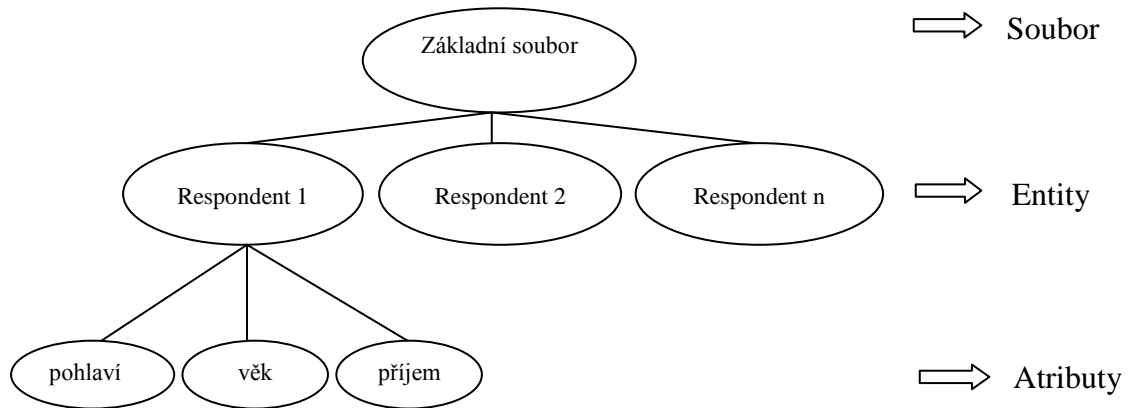 Základní soubor
Soubor
Respondent 1
Respondent 2
Respondent n
Entity
pohlaví
věk
příjem
Atributy